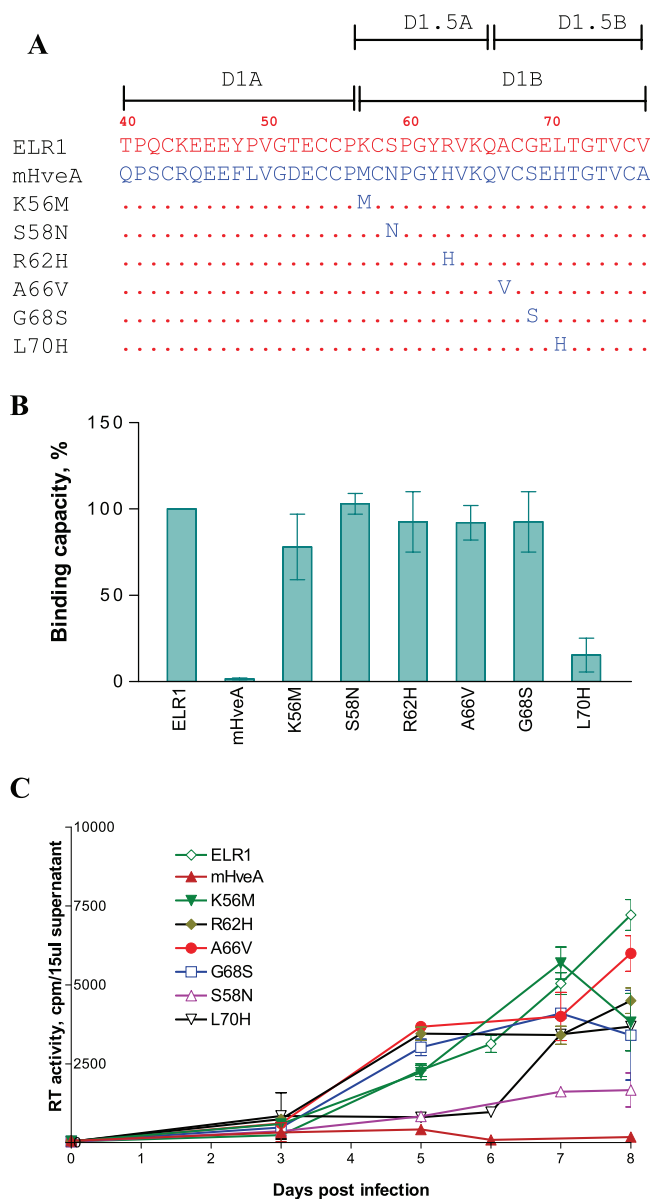 A
D1.5A D1.5B
D1A D1B
40 50 60 70
ELR1 TPQCKEEEYPVGTECCPKCSPGYRVKQACGELTGTVCV
mHveA QPSCRQEEFLVGDECCPMCNPGYHVKQVCSEHTGTVCA
K56M .................M....................
S58N ...................N..................
R62H .......................H..............
A66V ...........................V..........
G68S .............................S........
L70H ...............................H......
B
Binding capacity, %
150
100
50
0
ELR1 mHveA K56M S58N R62H A66V G68S L70H
C
RT activity, cpm/15ul supernatant
10000
7500
5000
2500
0
ELR1
mHveA
K56M
R62H
A66V
G68S
S58N
L70H
0 1 2 3 4 5 6 7 8
Days post infection